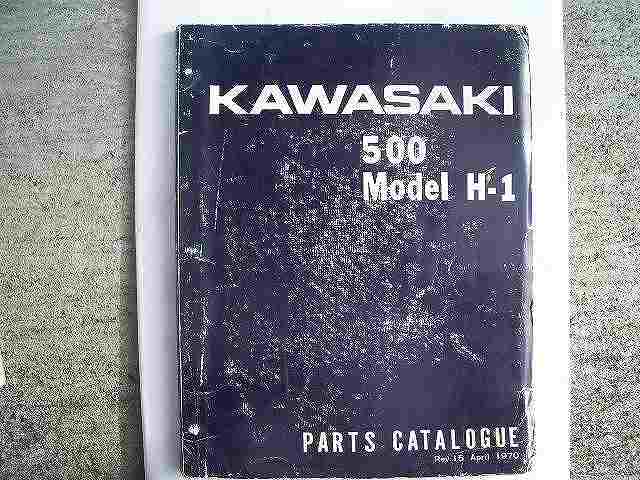 KAWASAKI
500
Model H-1
PARTS CATALOGUE
Rev. 15 April 1970